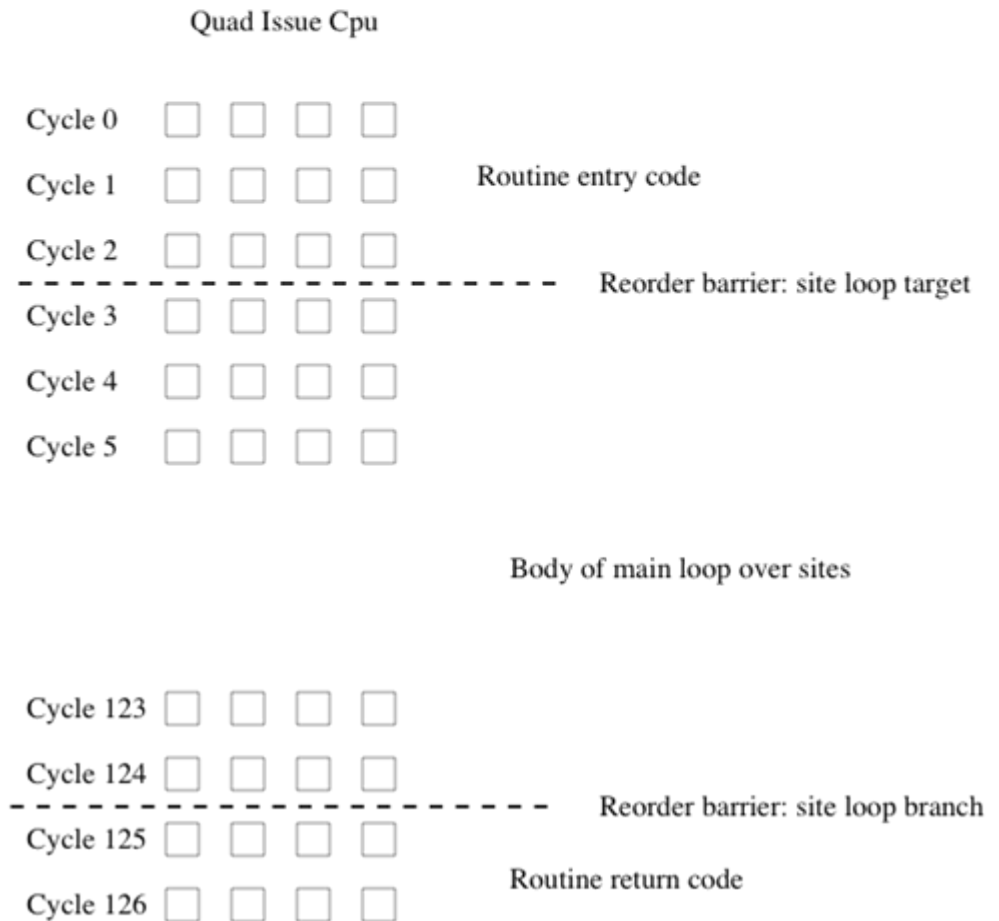 Quad Issue Cpu
Cycle 0
Cycle 1
Routine entry code
Cycle 2
Reorder barrier: site loop target
Cycle 3
Cycle 4
Cycle 5
Body of main loop over sites
Cycle 123
Cycle 124
Reorder barrier: site loop branch
Cycle 125
Routine return code
Cycle 126